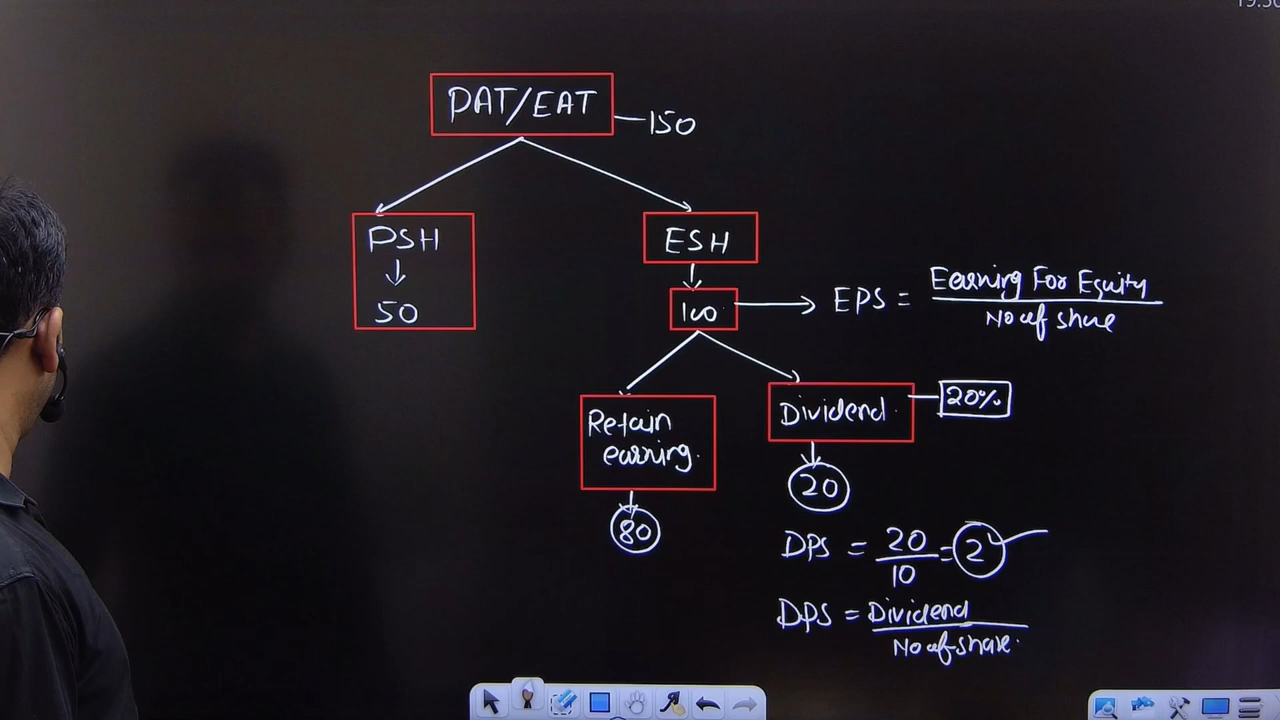 PAT/EAT
150
PSH
ESH
50
100
EPS = Earning For Equity
No of share
Retain
earning.
Dividend.
20%
20
80
DPS = 20/10 = 2
DPS = Dividend
No of share.